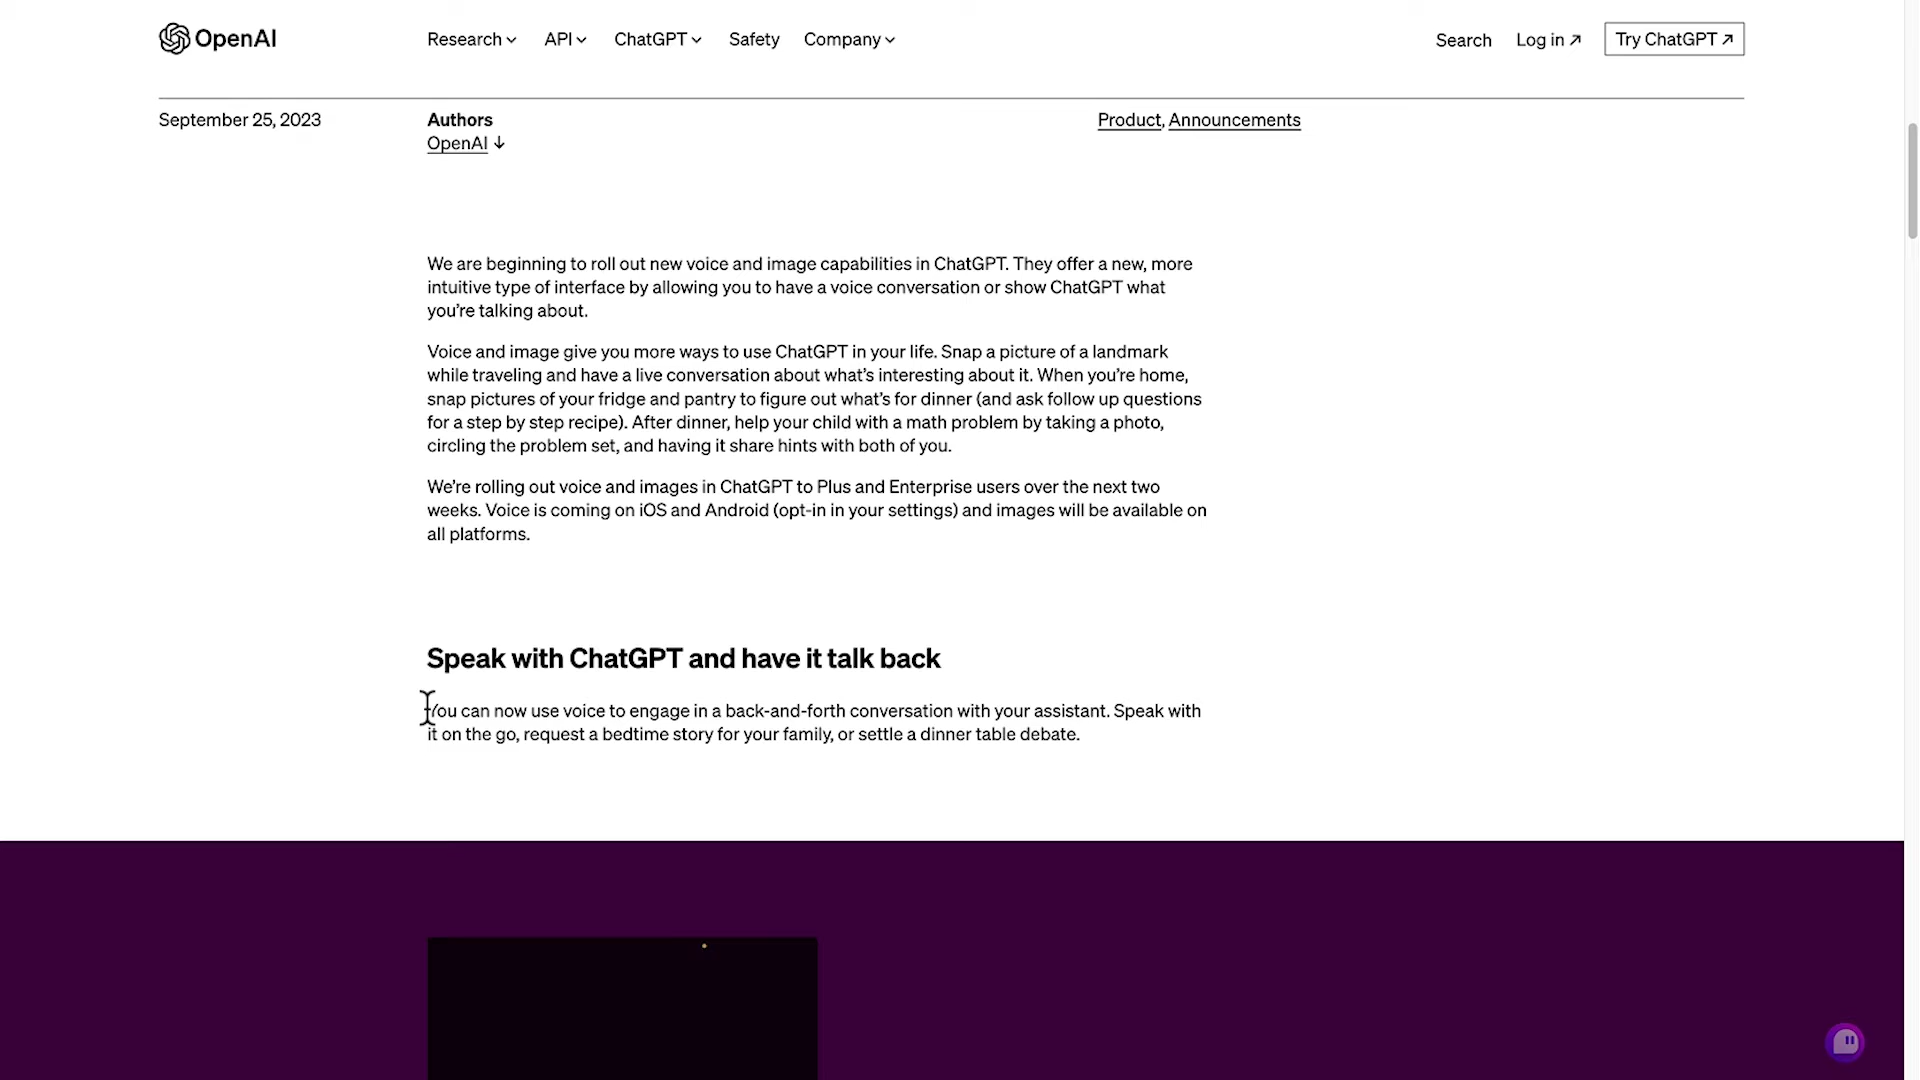 OpenAI
Research
API
ChatGPT
Safety
Company
Search
Log in ↗
Try ChatGPT ↗
September 25, 2023
Authors
OpenAI ↓
Product, Announcements
We are beginning to roll out new voice and image capabilities in ChatGPT. They offer a new, more
intuitive type of interface by allowing you to have a voice conversation or show ChatGPT what
you’re talking about.
Voice and image give you more ways to use ChatGPT in your life. Snap a picture of a landmark
while traveling and have a live conversation about what’s interesting about it. When you’re home,
snap pictures of your fridge and pantry to figure out what’s for dinner (and ask follow up questions
for a step by step recipe). After dinner, help your child with a math problem by taking a photo,
circling the problem set, and having it share hints with both of you.
We’re rolling out voice and images in ChatGPT to Plus and Enterprise users over the next two
weeks. Voice is coming on iOS and Android (opt-in in your settings) and images will be available on
all platforms.
Speak with ChatGPT and have it talk back
You can now use voice to engage in a back-and-forth conversation with your assistant. Speak with
it on the go, request a bedtime story for your family, or settle a dinner table debate.